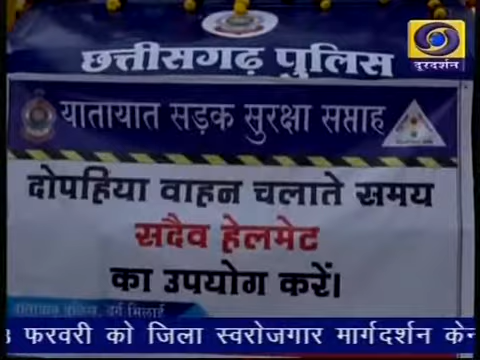 छत्तीसगढ़ पुलिस
दूरदर्शन
यातायात सड़क सुरक्षा सप्ताह
दोपहिया वाहन चलाते समय
सदैव हेलमेट
का उपयोग करें।
यातायात पुलिस, दुर्ग भिलाई
फरवरी को जिला स्वरोजगार मार्गदर्शन केन